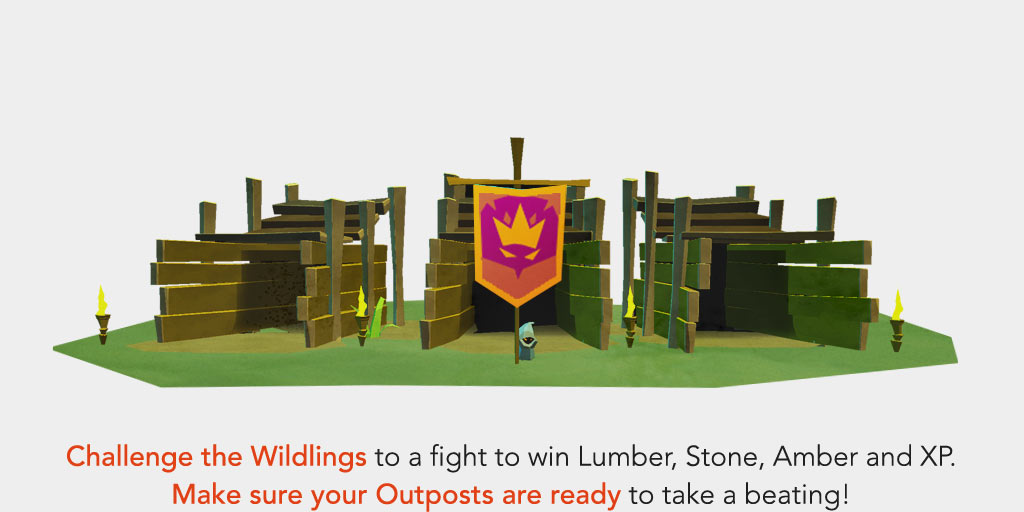 Challenge the Wildlings to a fight to win Lumber, Stone, Amber and XP.
Make sure your Outposts are ready to take a beating!